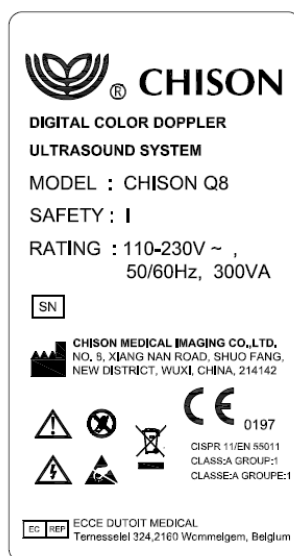 ® CHISON
DIGITAL COLOR DOPPLER
ULTRASOUND SYSTEM
MODEL : CHISON Q8
SAFETY : I
RATING : 110-230V ~ ,
50/60Hz, 300VA
SN
CHISON MEDICAL IMAGING CO.,LTD.
NO. 8, XIANG NAN ROAD, SHUO FANG,
NEW DISTRICT, WUXI, CHINA, 214142
CE 0197
CISPR 11/EN 55011
CLASS:A GROUP:1
CLASSE:A GROUPE:1
EC REP ECCE DUTOIT MEDICAL
Ternesselei 324,2160 Wommelgem, Belgium